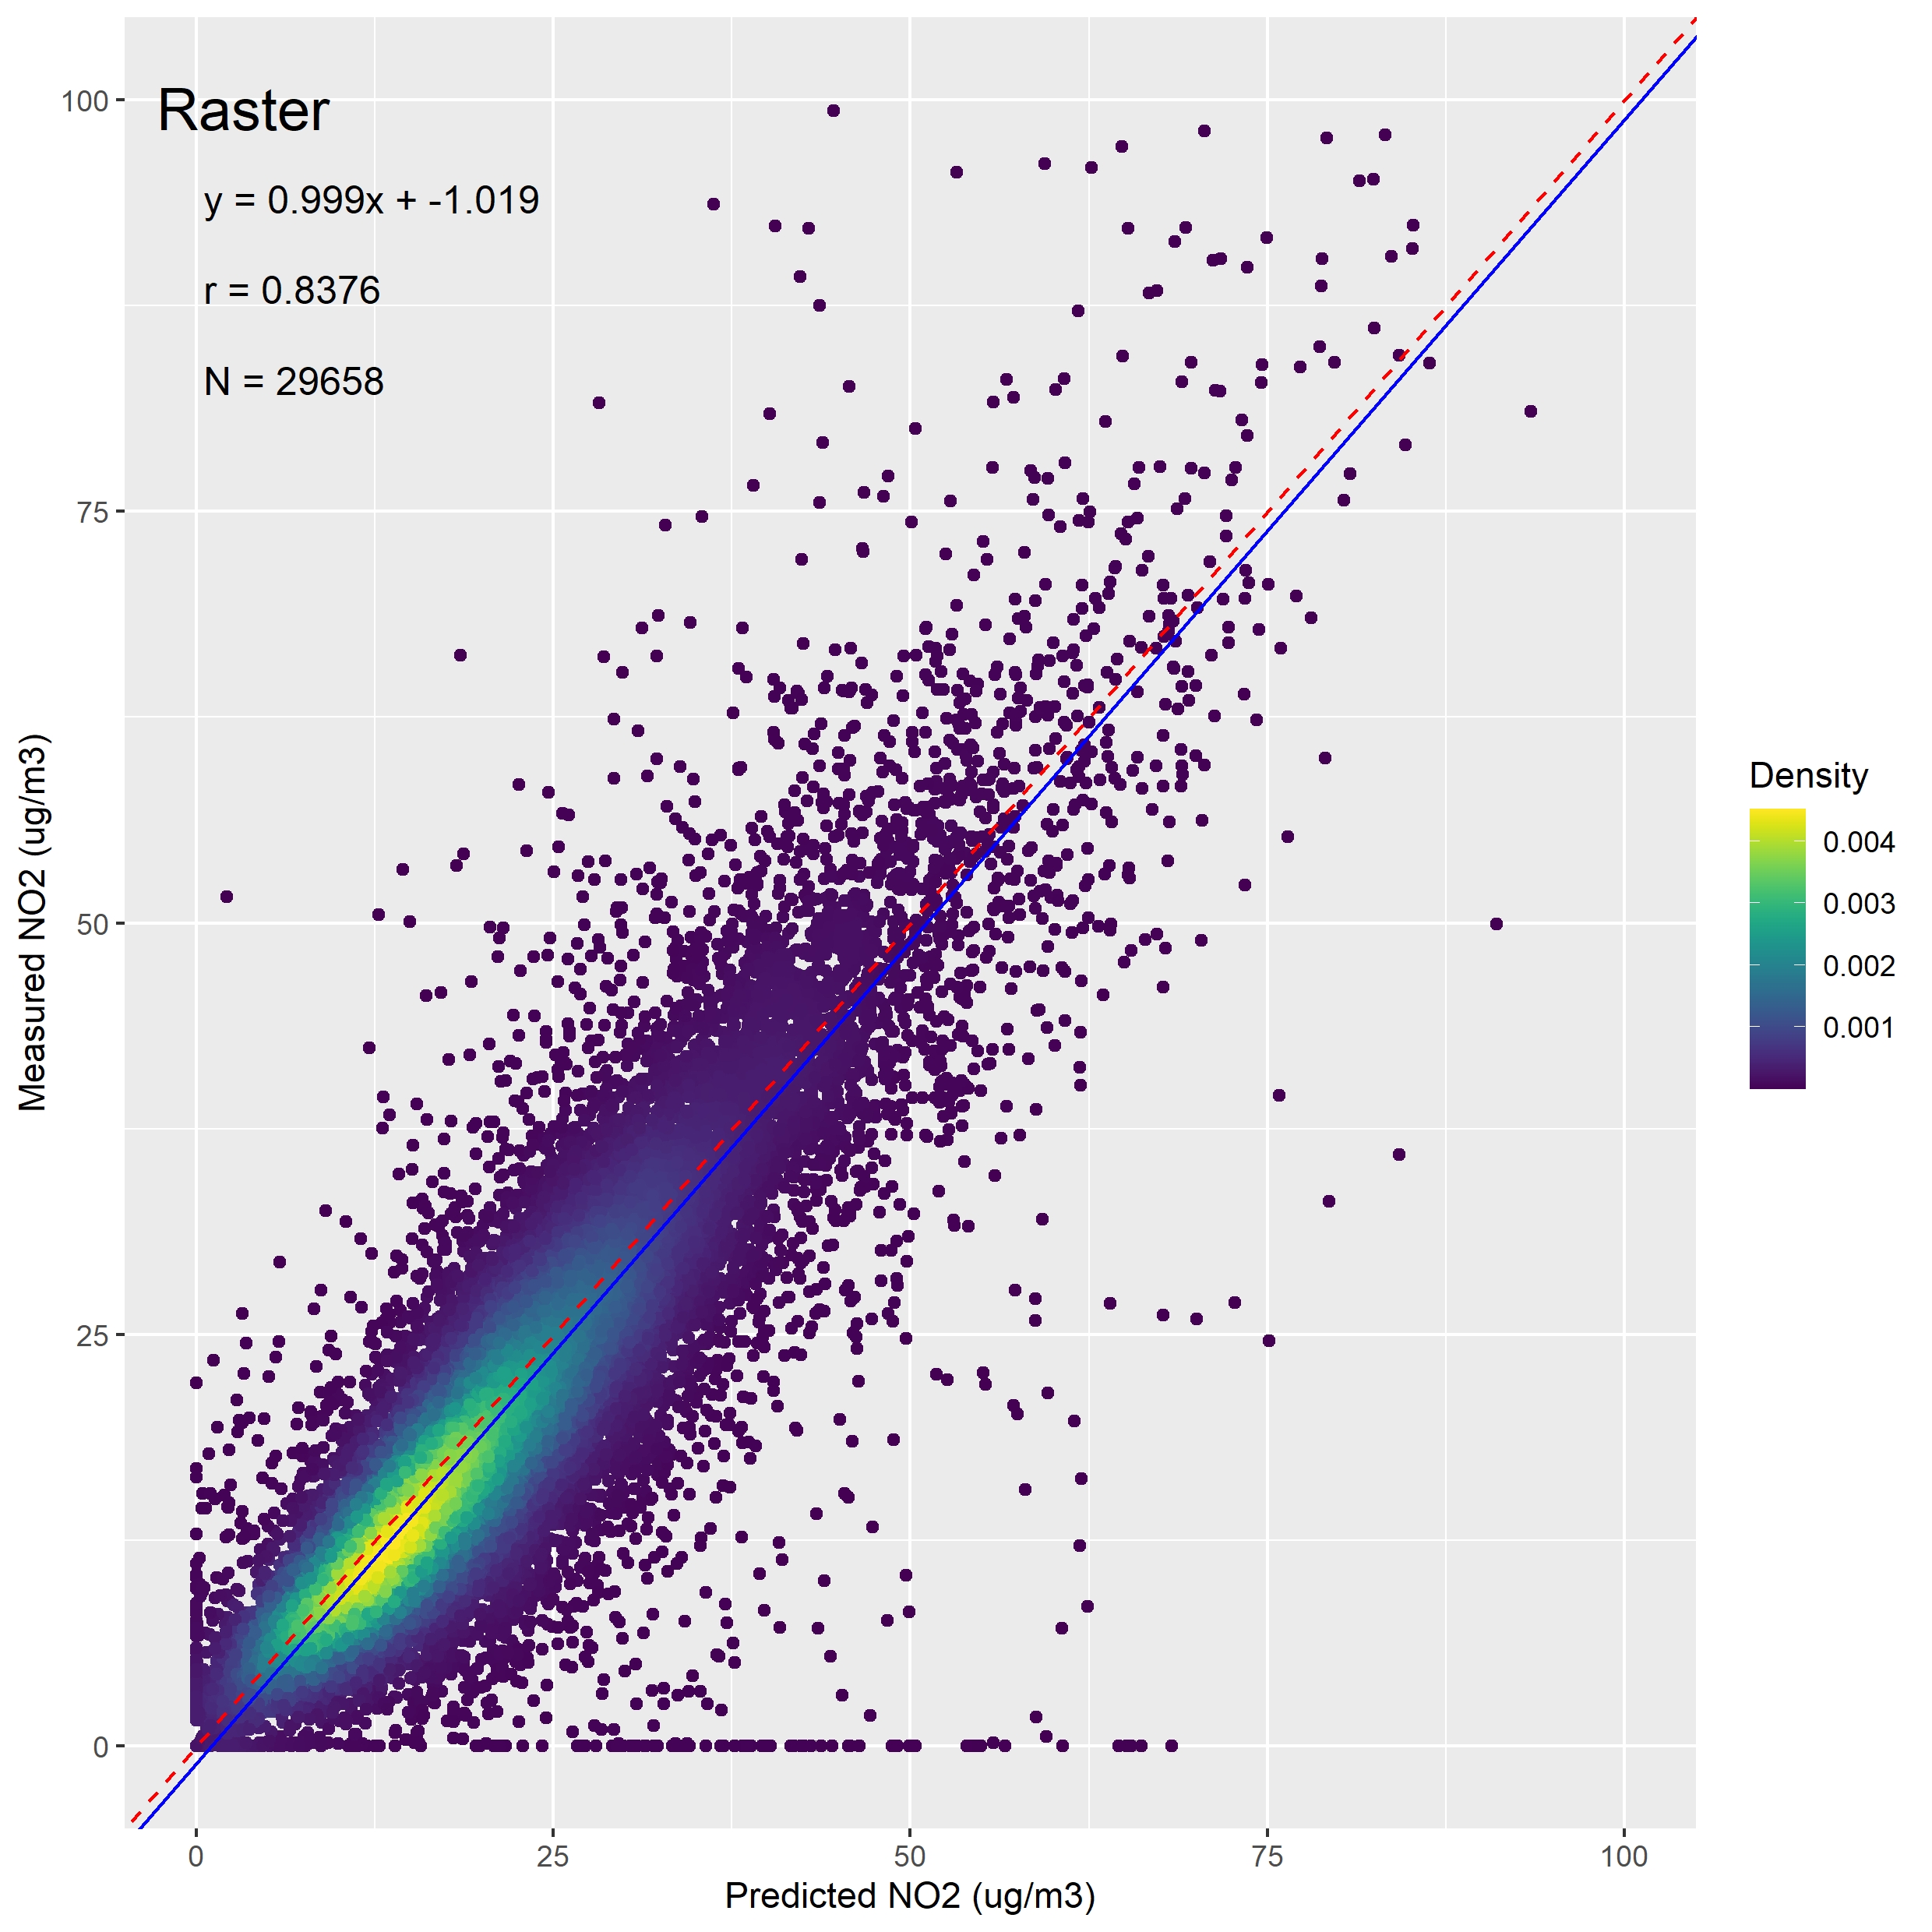 Raster
y = 0.999x + -1.019
r = 0.8376
N = 29658
100
75
50
25
0
Measured NO2 (ug/m3)
0 25 50 75 100
Predicted NO2 (ug/m3)
Density
0.004
0.003
0.002
0.001